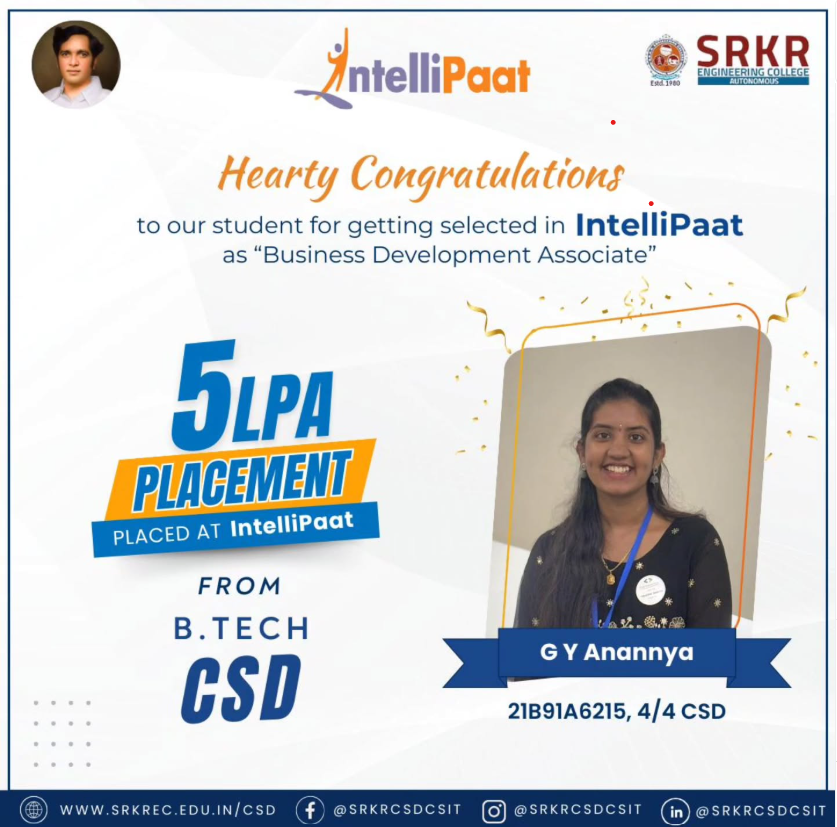 IntelliPaat
SRKR
ENGINEERING COLLEGE
AUTONOMOUS
Estd.1980
Hearty Congratulations
to our student for getting selected in IntelliPaat
as “Business Development Associate”
5LPA
PLACEMENT
PLACED AT IntelliPaat
FROM
B.TECH
CSD
G Y Anannya
21B91A6215, 4/4 CSD
WWW.SRKREC.EDU.IN/CSD @SRKRCSDCSIT @SRKRCSDCSIT in @SRKRCSDCSIT